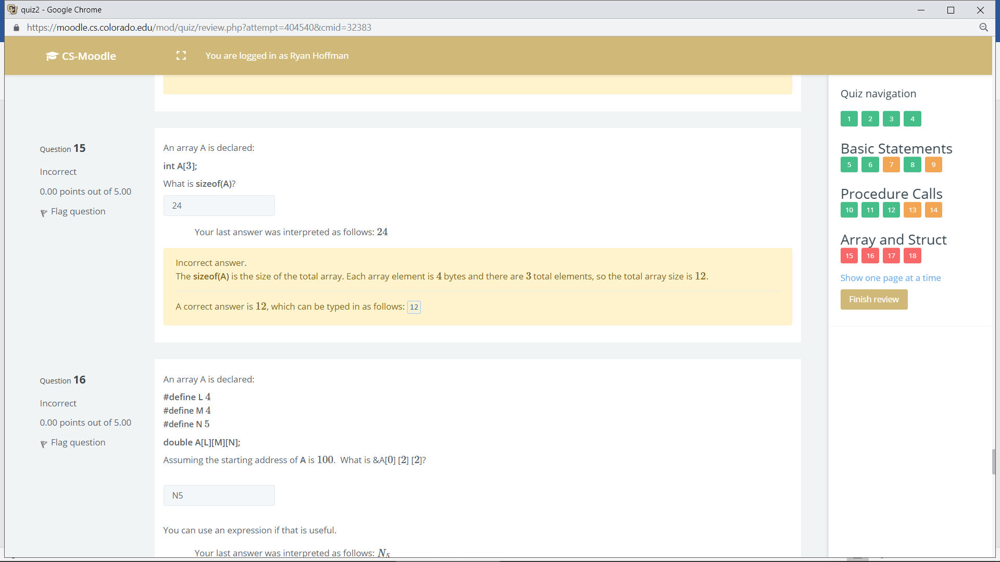 quiz2 - Google Chrome
https://moodle.cs.colorado.edu/mod/quiz/review.php?attempt=404540&cmid=32383
CS-Moodle
You are logged in as Ryan Hoffman
Question 15
Incorrect
0.00 points out of 5.00
Flag question
An array A is declared:
int A[3];
What is sizeof(A)?
24
Your last answer was interpreted as follows: 24
Incorrect answer.
The sizeof(A) is the size of the total array. Each array element is 4 bytes and there are 3 total elements, so the total array size is 12.
A correct answer is 12, which can be typed in as follows: 12
Question 16
Incorrect
0.00 points out of 5.00
Flag question
An array A is declared:
#define L 4
#define M 4
#define N 5
double A[L][M][N];
Assuming the starting address of A is 100. What is &A[0] [2] [2]?
N5
You can use an expression if that is useful.
Your last answer was interpreted as follows: N5
Quiz navigation
1 2 3 4
Basic Statements
5 6 7 8 9
Procedure Calls
10 11 12 13 14
Array and Struct
15 16 17 18
Show one page at a time
Finish review